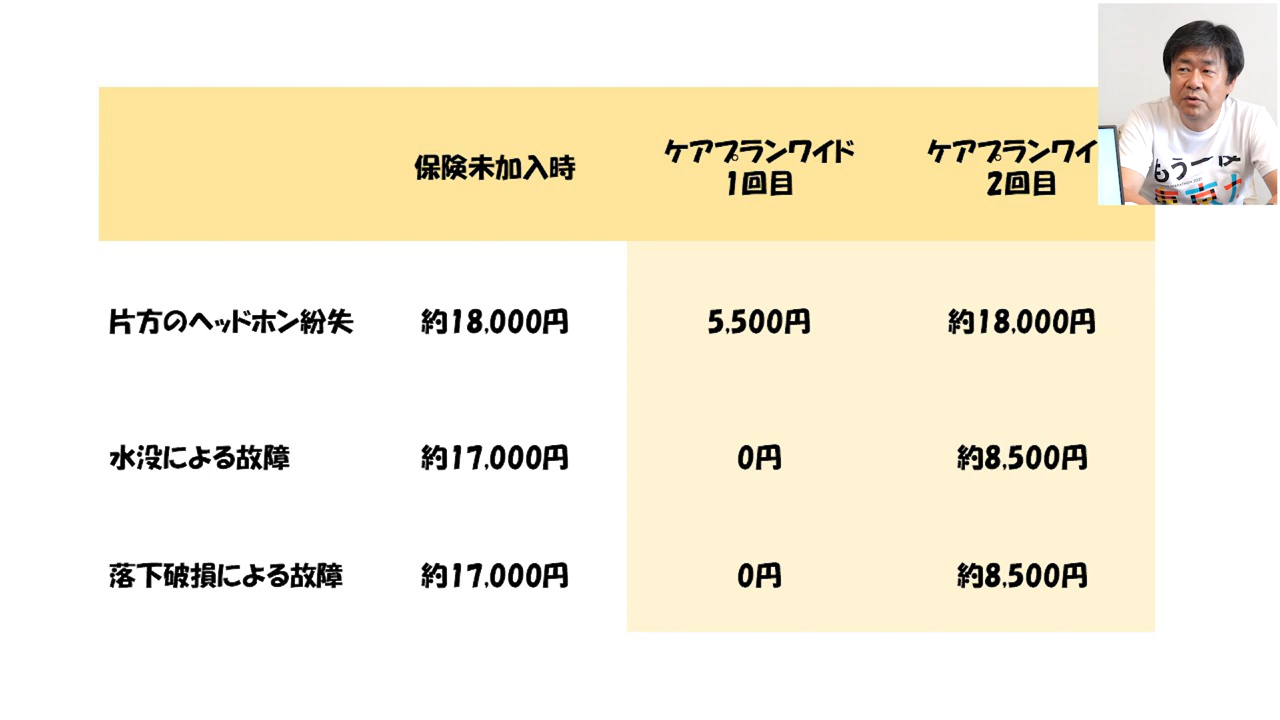 保険未加入時
ケアプランワイド
1回目
ケアプランワイ
2回目
片方のヘッドホン紛失 約18,000円 5,500円 約18,000円
水没による故障 約17,000円 0円 約8,500円
落下破損による故障 約17,000円 0円 約8,500円
もう一度